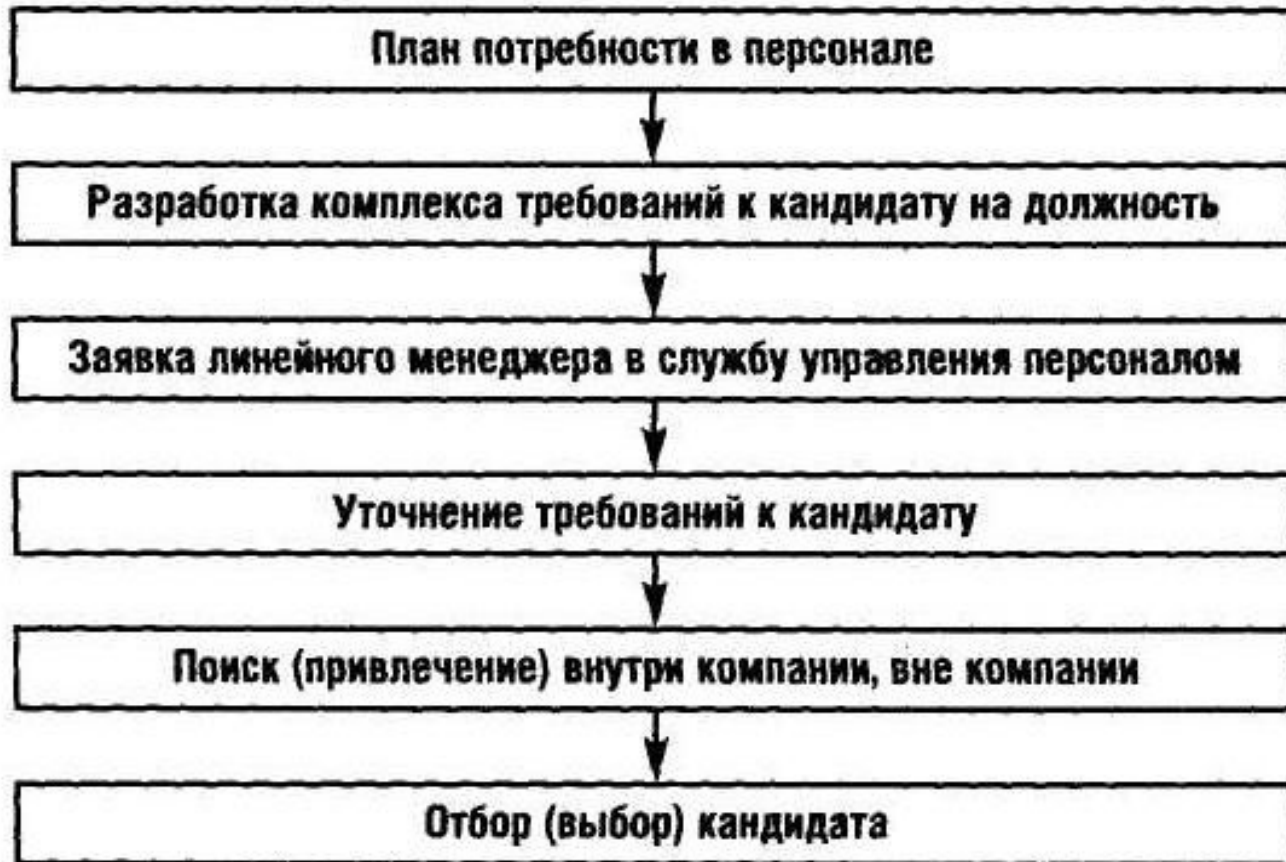 План потребности в персонале
Разработка комплекса требований к кандидату на должность
Заявка линейного менеджера в службу управления персоналом
Уточнение требований к кандидату
Поиск (привлечение) внутри компании, вне компании
Отбор (выбор) кандидата